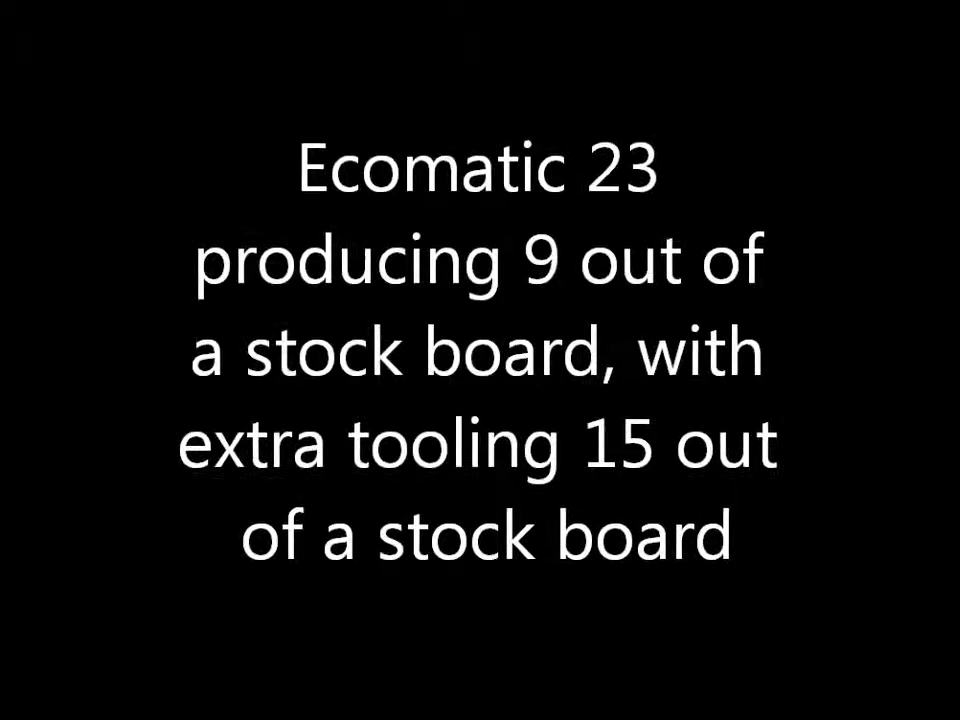 Ecomatic 23
producing 9 out of
a stock board, with
extra tooling 15 out
of a stock board